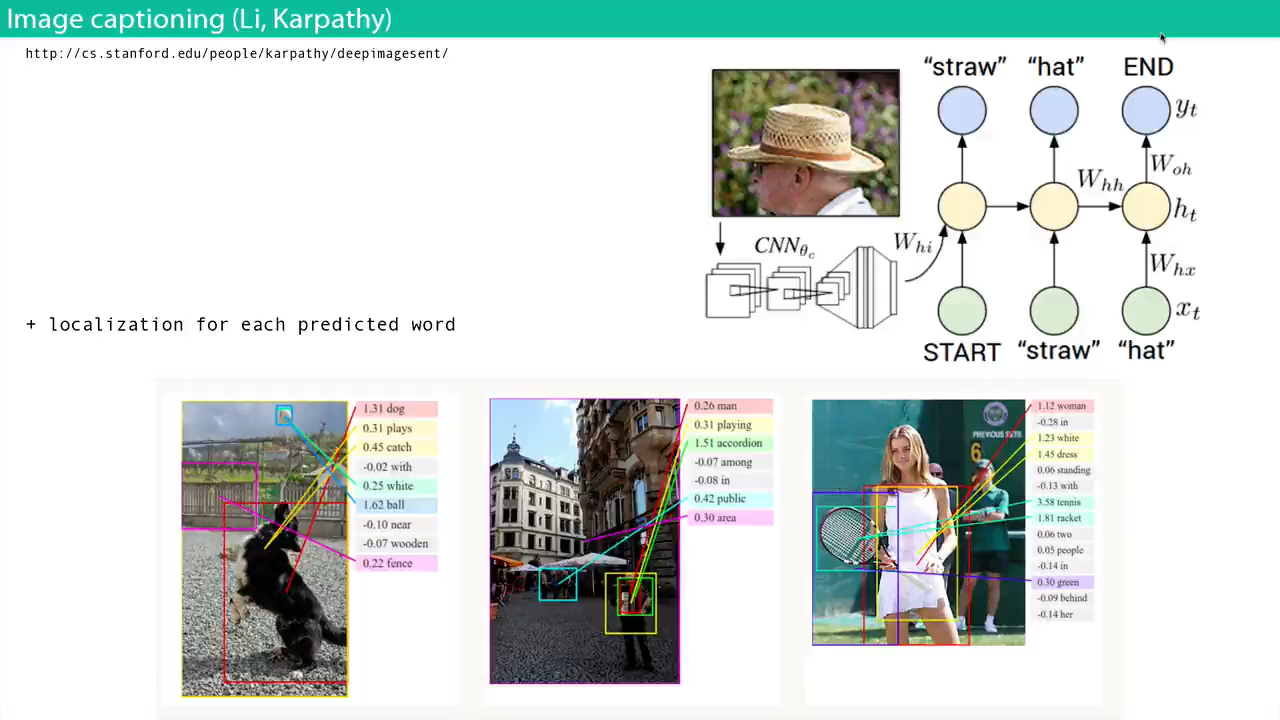 Image captioning (Li, Karpathy)
http://cs.stanford.edu/people/karpathy/deepimagesent/
“straw” “hat” END
y_t
W_hh W_oh
h_t
CNN_θc W_hi
W_hx
x_t
START “straw” “hat”
+ localization for each predicted word
1.31 dog
0.31 plays
0.45 catch
-0.02 with
0.25 white
1.62 ball
-0.10 near
-0.07 wooden
0.22 fence
0.26 man
0.31 playing
1.51 accordion
-0.07 among
-0.08 in
0.42 public
0.30 area
PREVIOUS SETS
6
1.12 woman
-0.28 in
1.23 white
1.45 dress
0.06 standing
-0.13 with
3.58 tennis
1.81 racket
0.06 two
0.05 people
-0.14 in
0.30 green
-0.09 behind
-0.14 her